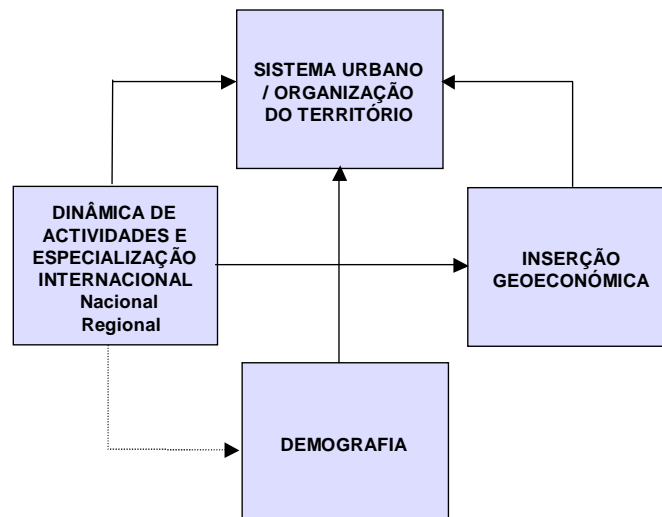 SISTEMA URBANO
/ ORGANIZAÇÃO
DO TERRITÓRIO
DINÂMICA DE
ACTIVIDADES E
ESPECIALIZAÇÃO
INTERNACIONAL
Nacional
Regional
INSERÇÃO
GEOECONÓMICA
DEMOGRAFIA